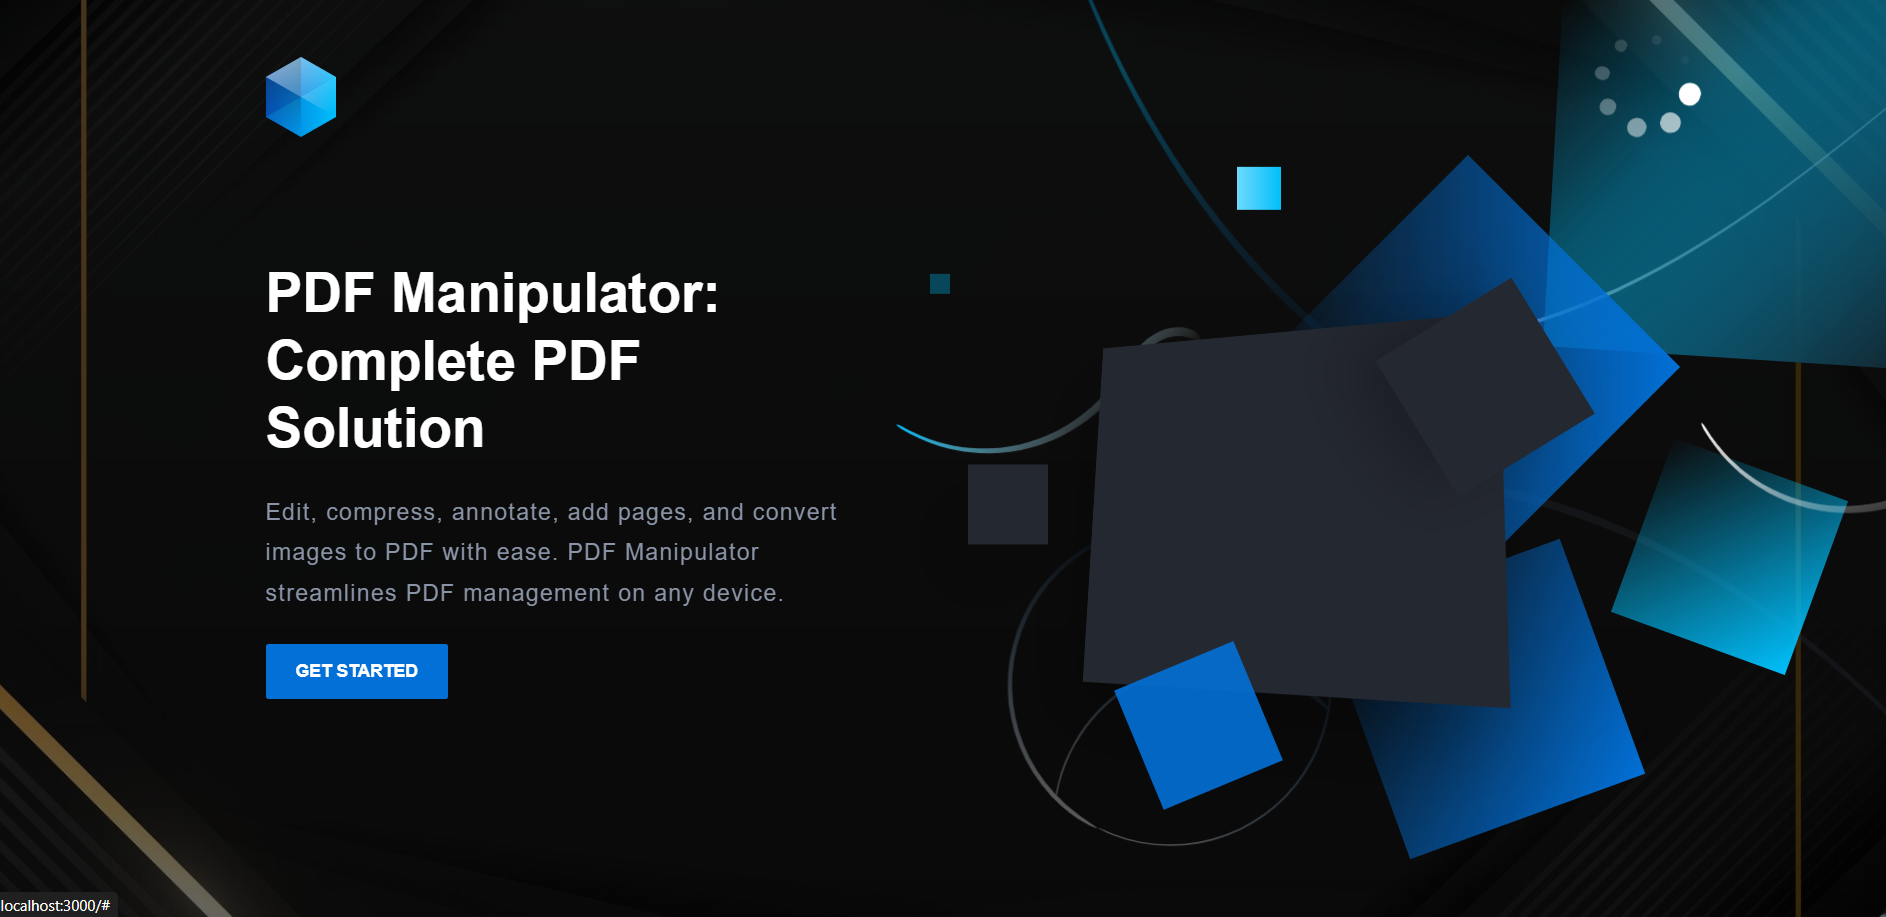 PDF Manipulator:
Complete PDF
Solution
Edit, compress, annotate, add pages, and convert
images to PDF with ease. PDF Manipulator
streamlines PDF management on any device.
GET STARTED
localhost:3000/#